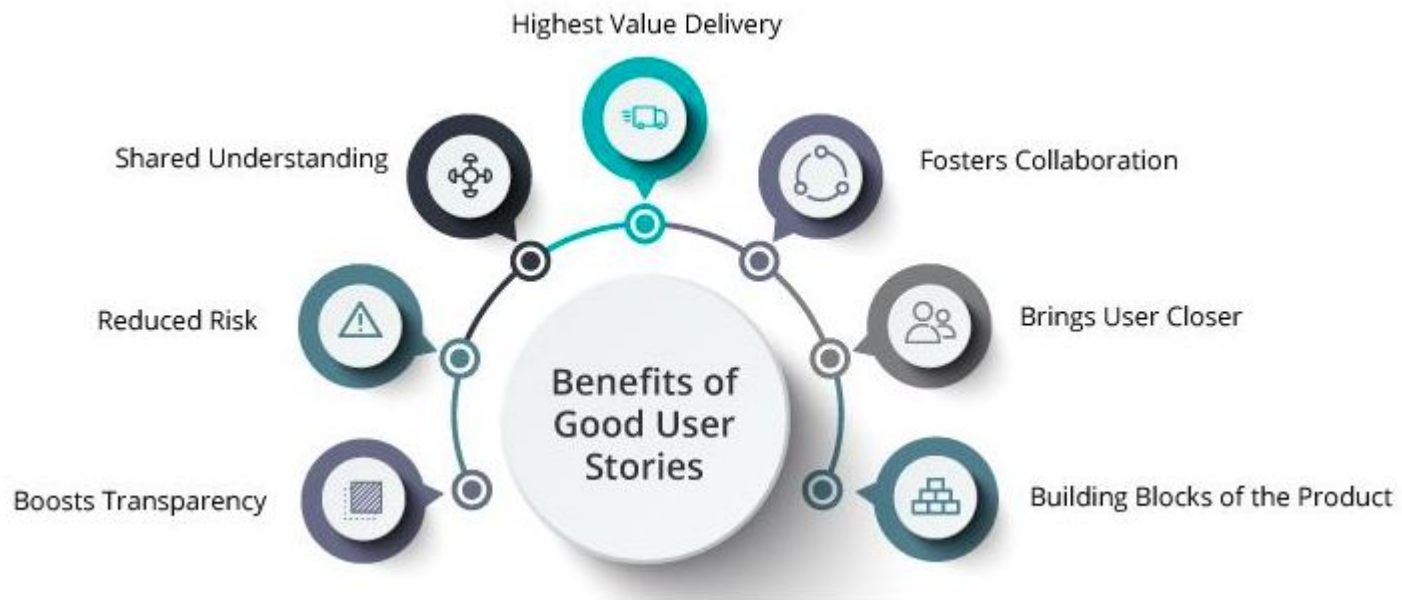 Highest Value Delivery
Shared Understanding
Fosters Collaboration
Reduced Risk
Brings User Closer
Benefits of
Good User
Stories
Boosts Transparency
Building Blocks of the Product